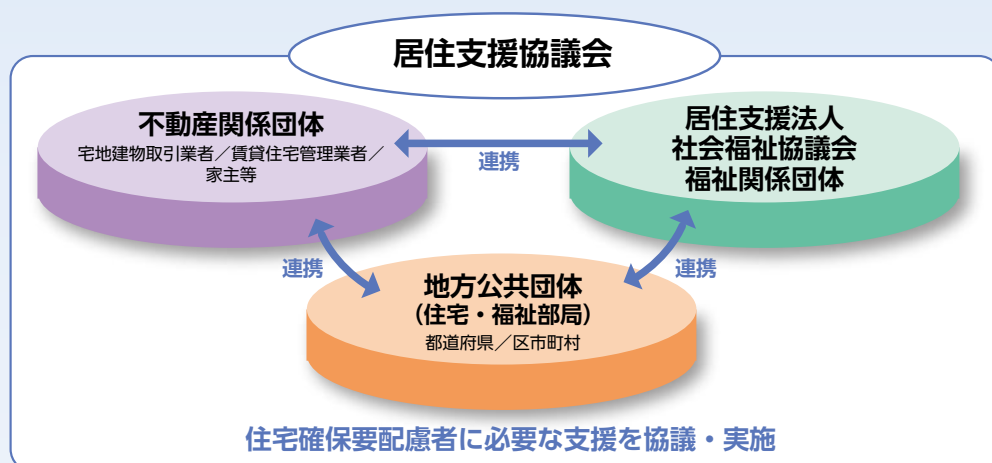 居住支援協議会
不動産関係団体
宅地建物取引業者／賃貸住宅管理業者／
家主等
連携
居住支援法人
社会福祉協議会
福祉関係団体
連携
連携
地方公共団体
（住宅・福祉部局）
都道府県／区市町村
住宅確保要配慮者に必要な支援を協議・実施